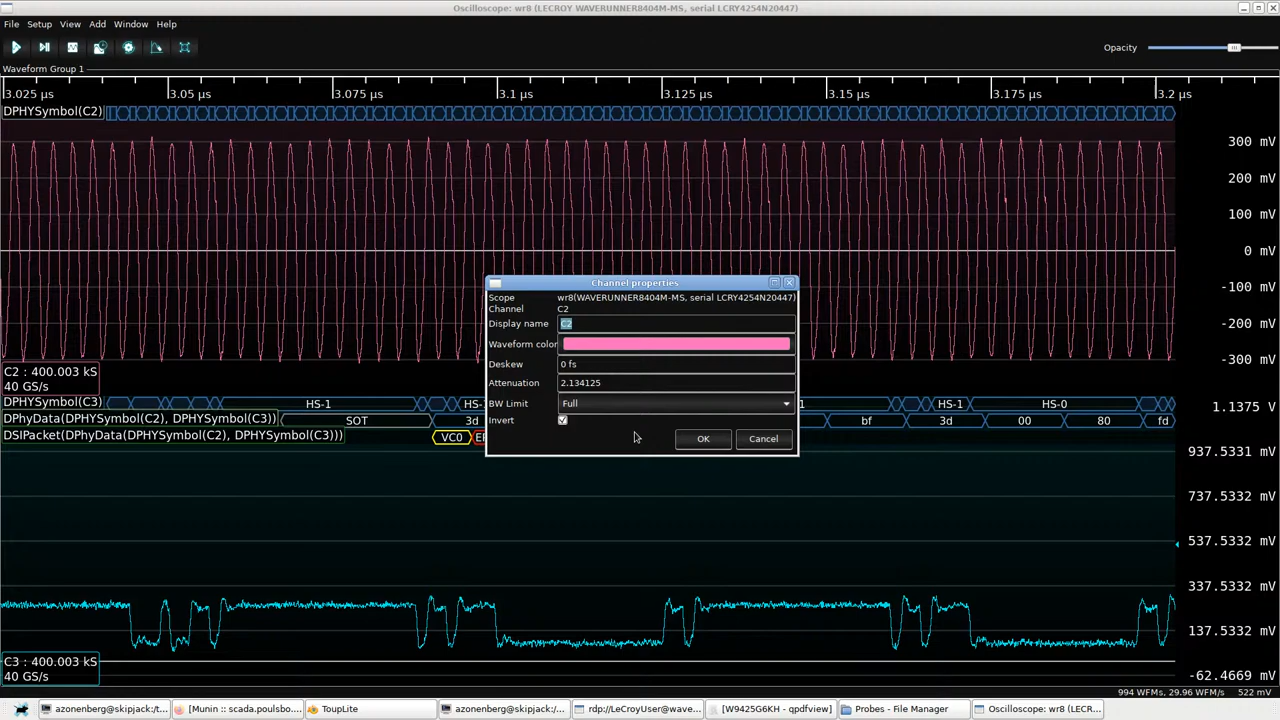 Oscilloscope: wr8 (LECROY WAVERUNNER8404M-MS, serial LCRY4254N20447)
File Setup View Add Window Help
Opacity
Waveform Group 1
3.025 µs 3.05 µs 3.075 µs 3.1 µs 3.125 µs 3.15 µs 3.175 µs 3.2 µs
DPHYSymbol(C2)
300 mV
200 mV
100 mV
0 mV
-100 mV
-200 mV
-300 mV
Channel properties
Scope wr8(WAVERUNNER8404M-MS, serial LCRY4254N20447)
Channel C2
Display name C2
Waveform color
Deskew 0 fs
Attenuation 2.134125
BW Limit Full
Invert
OK Cancel
C2 : 400.003 kS
40 GS/s
DPHYSymbol(C3) HS-1 HS-1 HS-0 1.1375 V
DPhyData(DPHYSymbol(C2), DPHYSymbol(C3)) SOT 3d bf 3d 00 80 fd
DSIPacket(DPhyData(DPHYSymbol(C2), DPHYSymbol(C3))) VC0
937.5331 mV
737.5332 mV
537.5332 mV
337.5332 mV
137.5332 mV
-62.4669 mV
C3 : 400.003 kS
40 GS/s
994 WFMs, 29.96 WFM/s 522 mV
azonenberg@skipjack:/t... [Munin :: scada.poulsbo... ToupLite azonenberg@skipjack:/... rdp://LeCroyUser@wave... [W9425G6KH - qpdfview] Probes - File Manager Oscilloscope: wr8 (LECR...